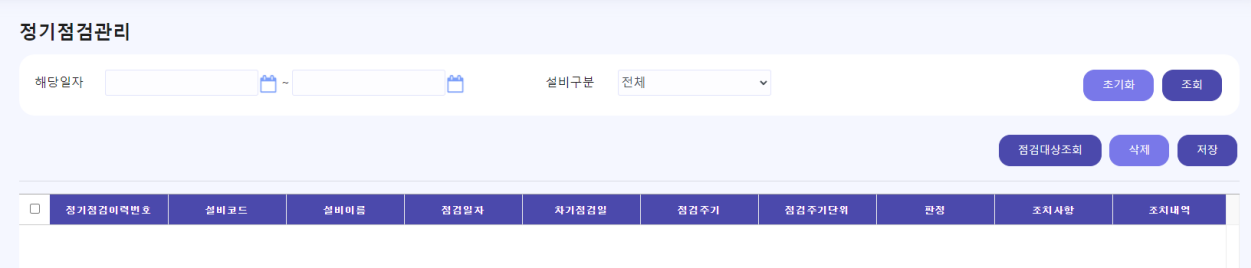 정기점검관리
해당일자 ~ 설비구분 전체 초기화 조회
점검대상조회 삭제 저장
정기점검이력번호 설비코드 설비이름 점검일자 차기점검일 점검주기 점검주기단위 판정 조치사항 조치내역